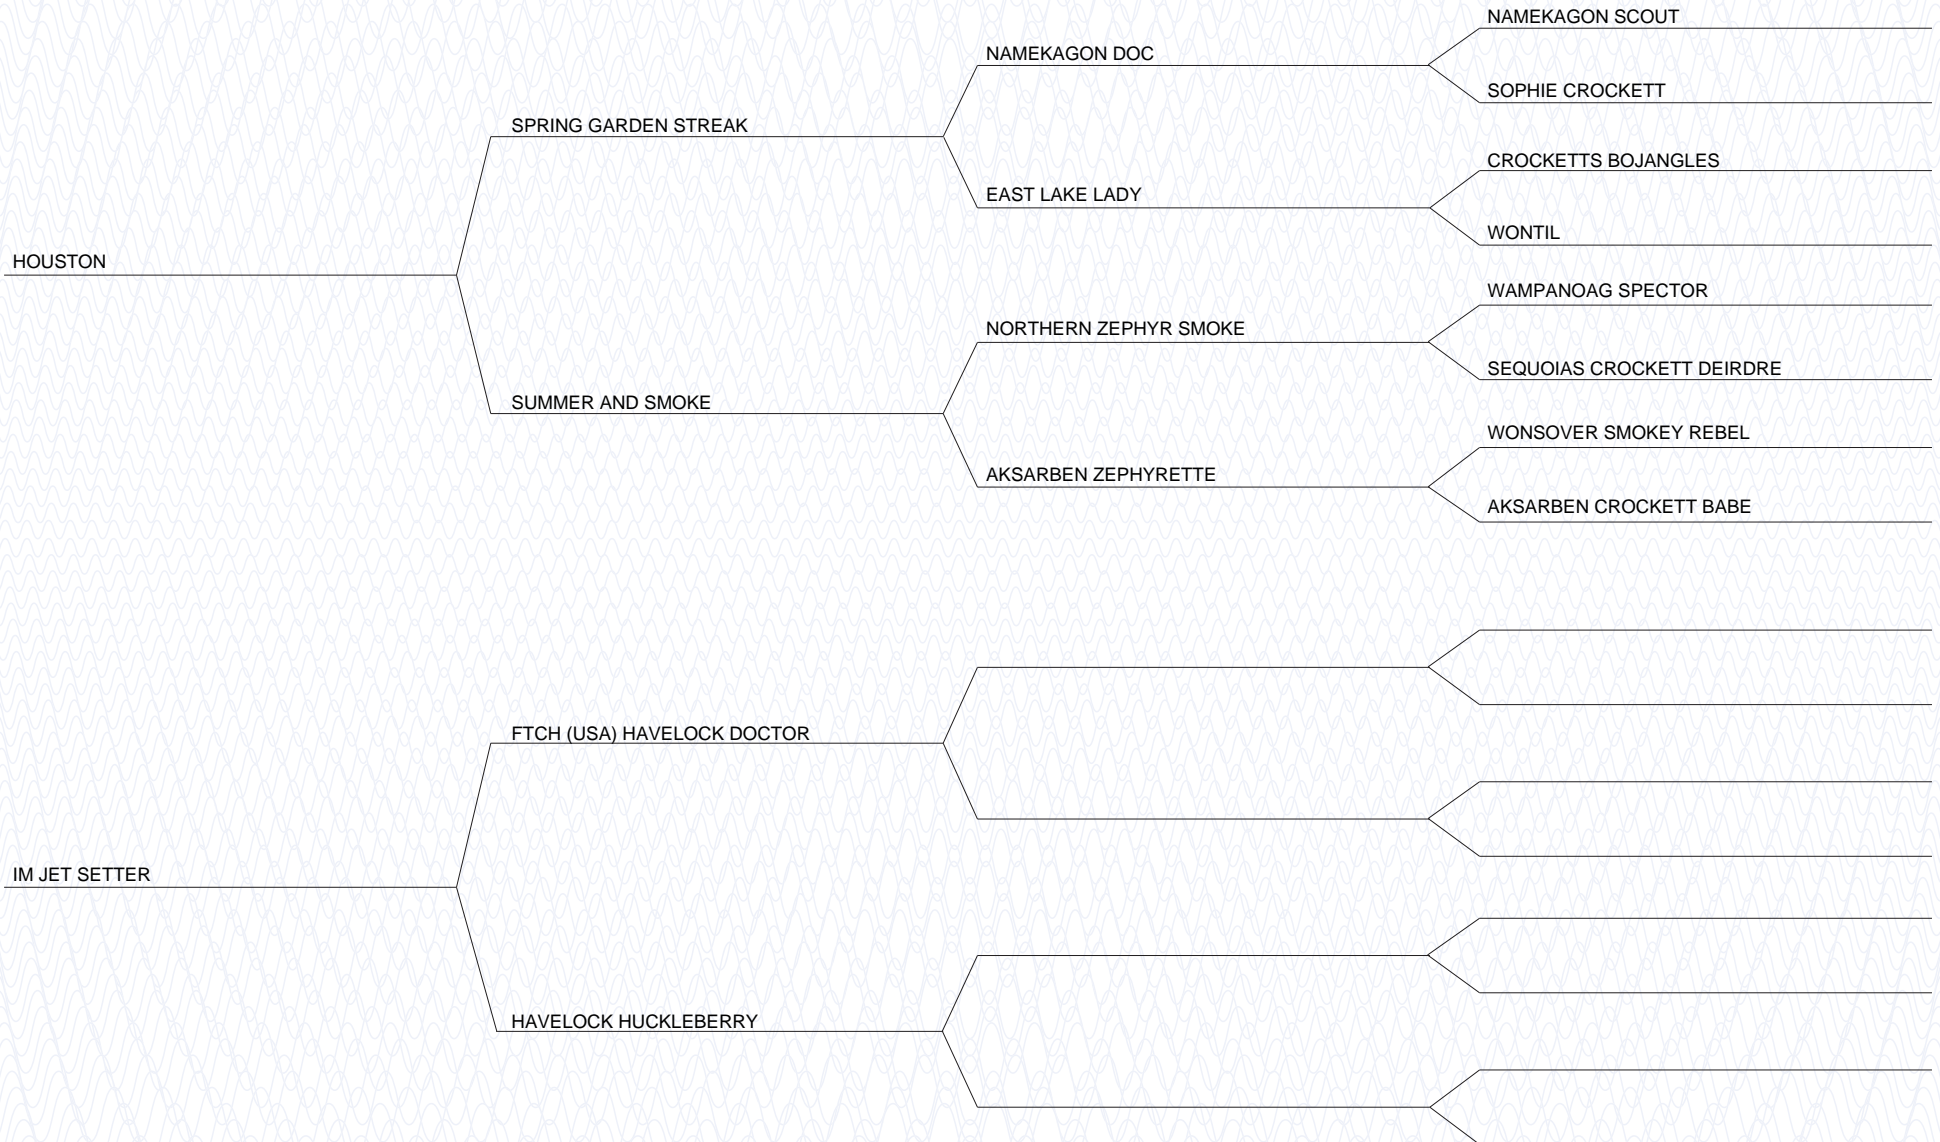 NAMEKAGON SCOUT
NAMEKAGON DOC
SOPHIE CROCKETT
SPRING GARDEN STREAK
CROCKETTS BOJANGLES
EAST LAKE LADY
WONTIL
HOUSTON
WAMPANOAG SPECTOR
NORTHERN ZEPHYR SMOKE
SEQUOIAS CROCKETT DEIRDRE
SUMMER AND SMOKE
WONSOVER SMOKEY REBEL
AKSARBEN ZEPHYRETTE
AKSARBEN CROCKETT BABE
FTCH (USA) HAVELOCK DOCTOR
IM JET SETTER
HAVELOCK HUCKLEBERRY